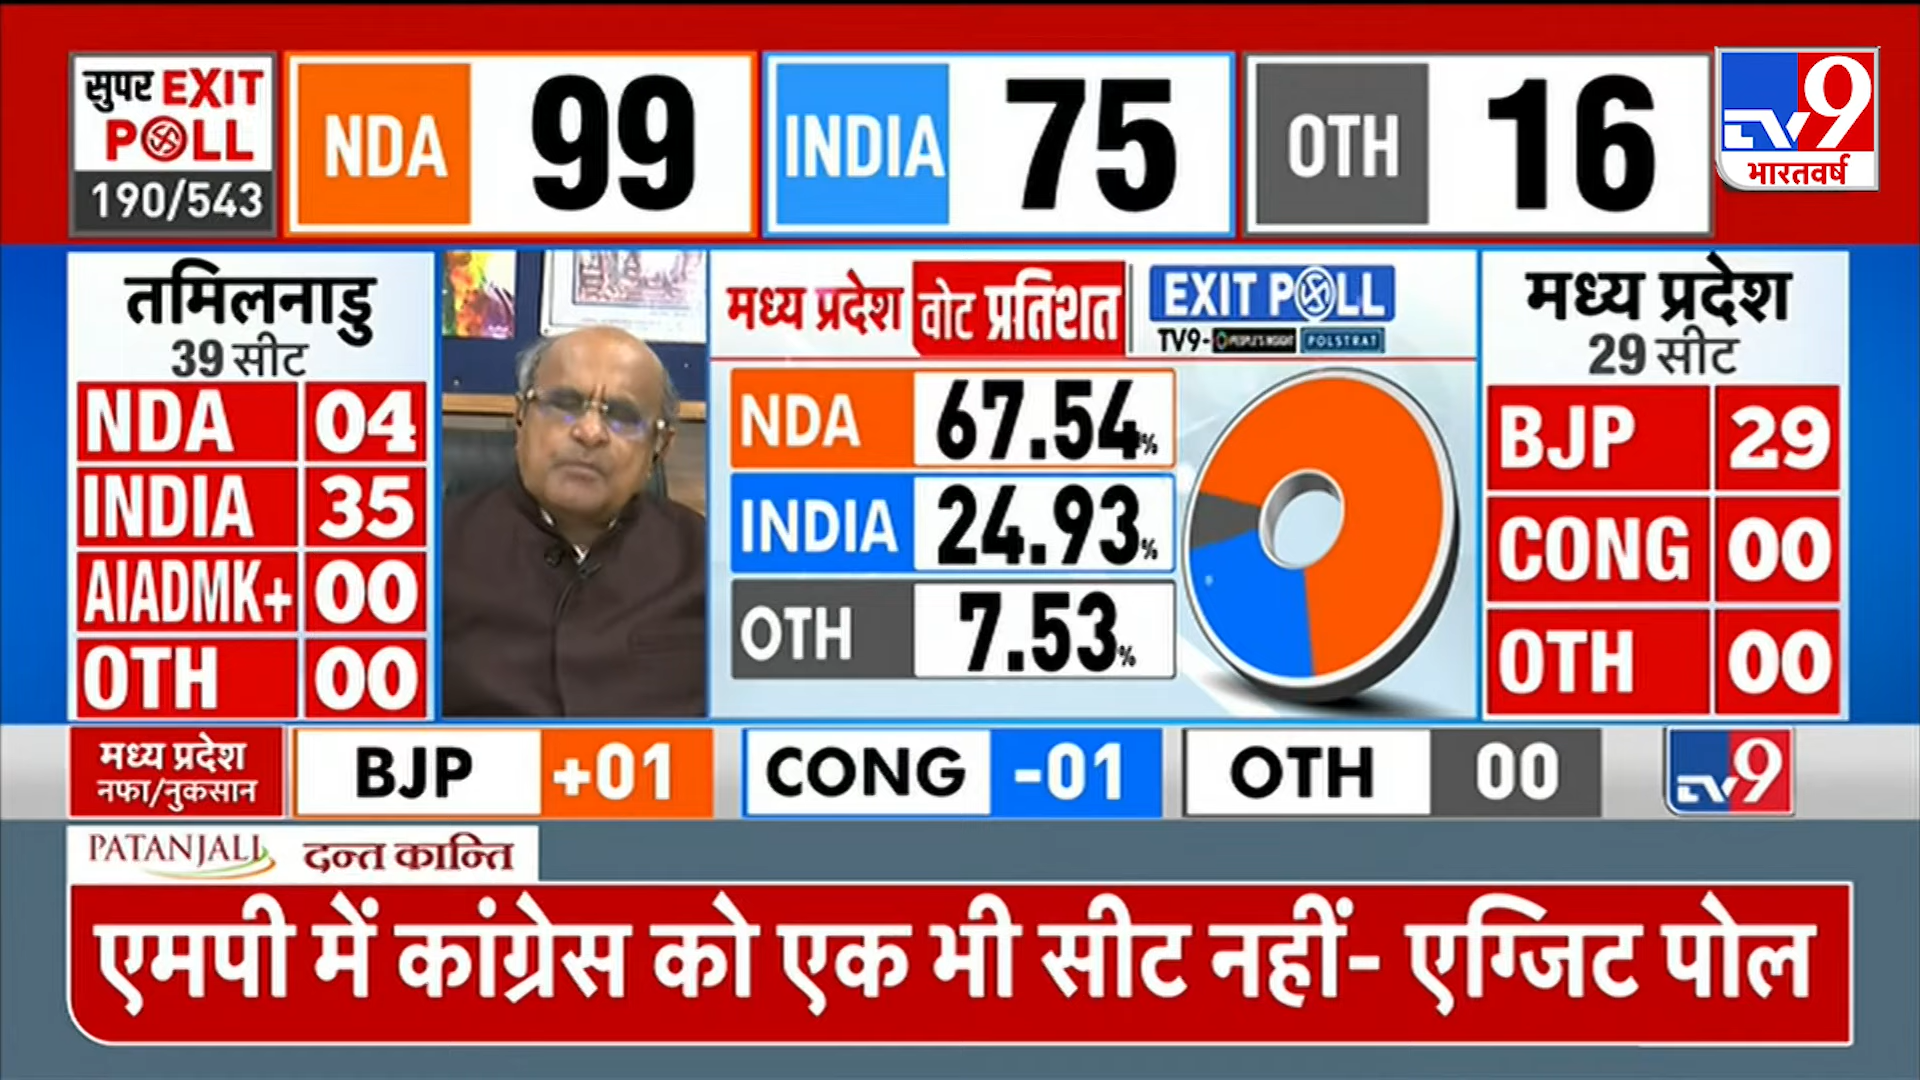 सुपर EXIT
POLL
190/543
NDA 99
INDIA 75
OTH 16
TV9
भारतवर्ष
तमिलनाडु
39 सीट
NDA 04
INDIA 35
AIADMK+ 00
OTH 00
मध्य प्रदेश वोट प्रतिशत
EXIT POLL
TV9- PEOPLE'S INSIGHT POLSTRAT
NDA 67.54%
INDIA 24.93%
OTH 7.53%
मध्य प्रदेश
29 सीट
BJP 29
CONG 00
OTH 00
मध्य प्रदेश
नफा/नुकसान
BJP +01
CONG -01
OTH 00
TV9
PATANJALI दन्त कान्ति
एमपी में कांग्रेस को एक भी सीट नहीं- एग्जिट पोल